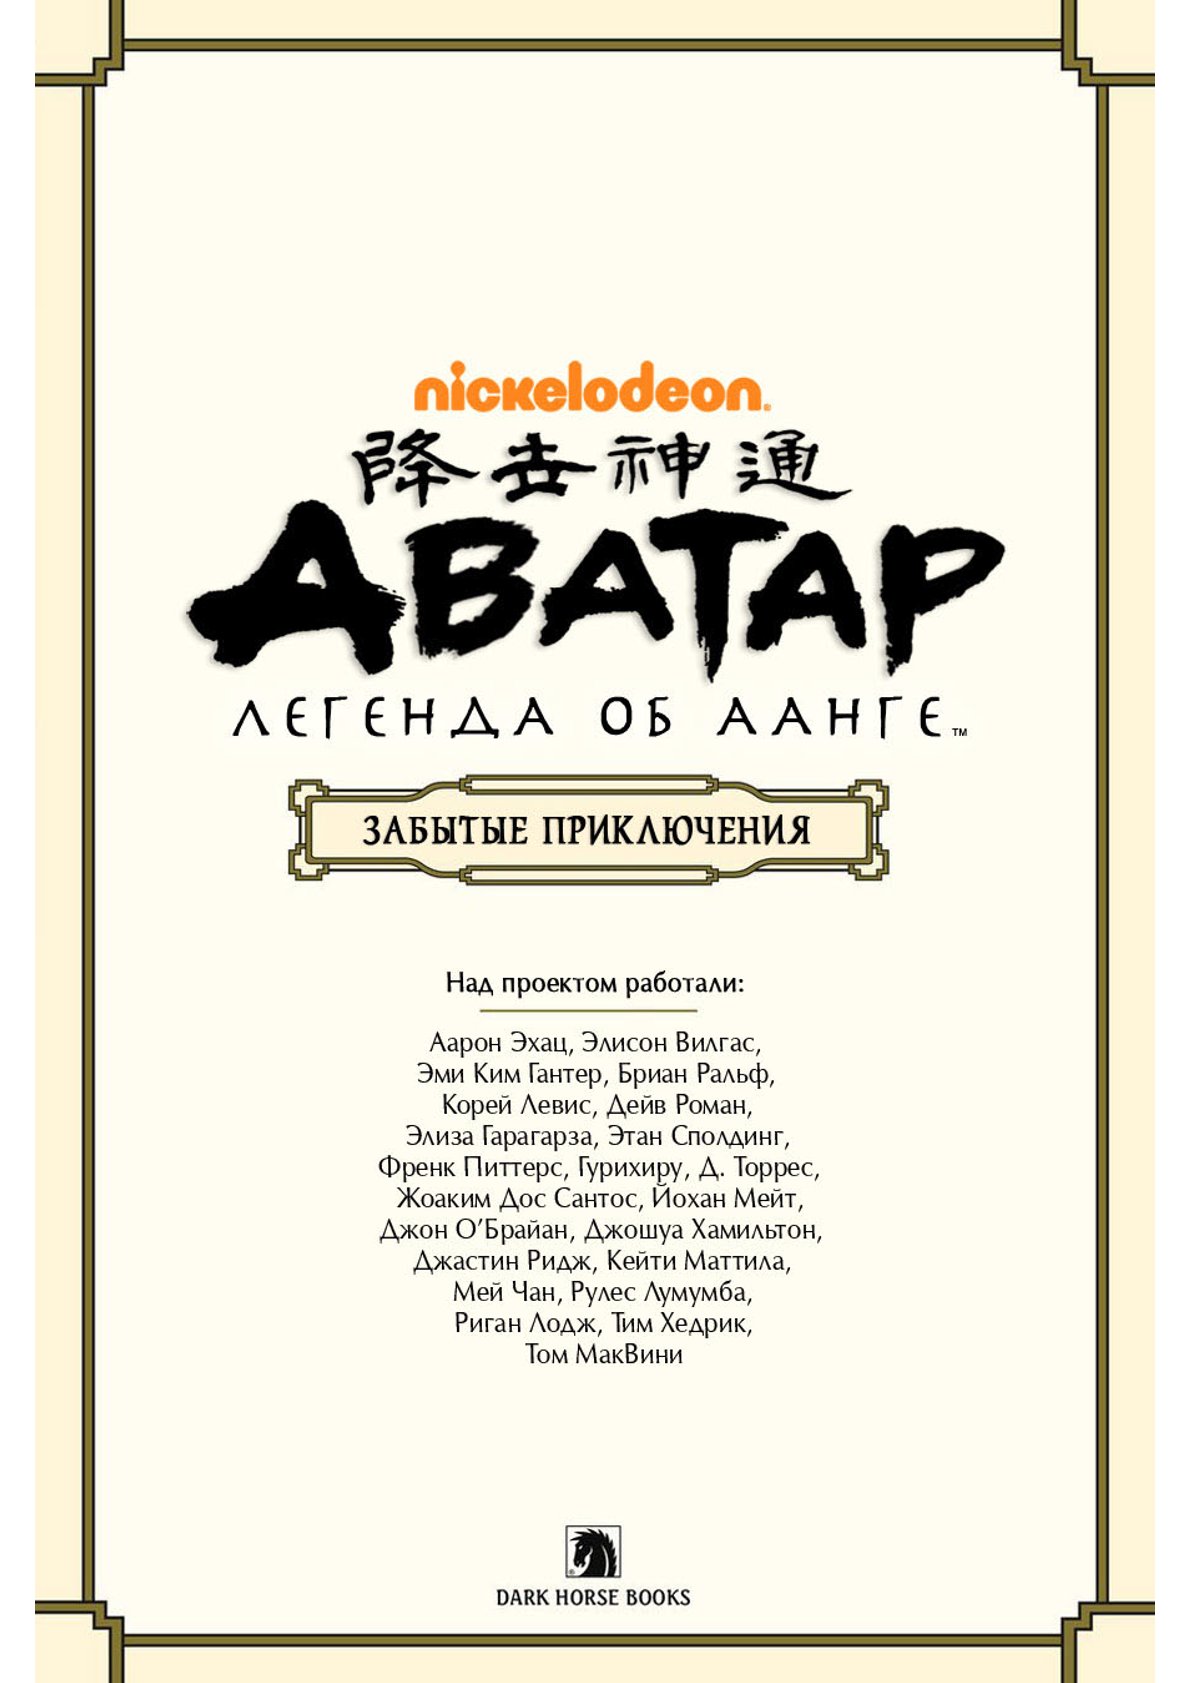 nickelodeon®
降世神通
АВАТАР
ЛЕГЕНДА ОБ ААНГЕ™
ЗАБЫТЫЕ ПРИКЛЮЧЕНИЯ
Над проектом работали:
Аарон Эхац, Элисон Вилгас,
Эми Ким Гантер, Бриан Ральф,
Корей Левис, Дейв Роман,
Элиза Гарагарза, Этан Сполдинг,
Френк Питтерс, Гурихиру, Д. Торрес,
Жоаким Дос Сантос, Йохан Мейт,
Джон О’Брайан, Джошуа Хамильтон,
Джастин Ридж, Кейти Маттила,
Мей Чан, Рулес Лумумба,
Риган Лодж, Тим Хедрик,
Том МакВини
®
DARK HORSE BOOKS